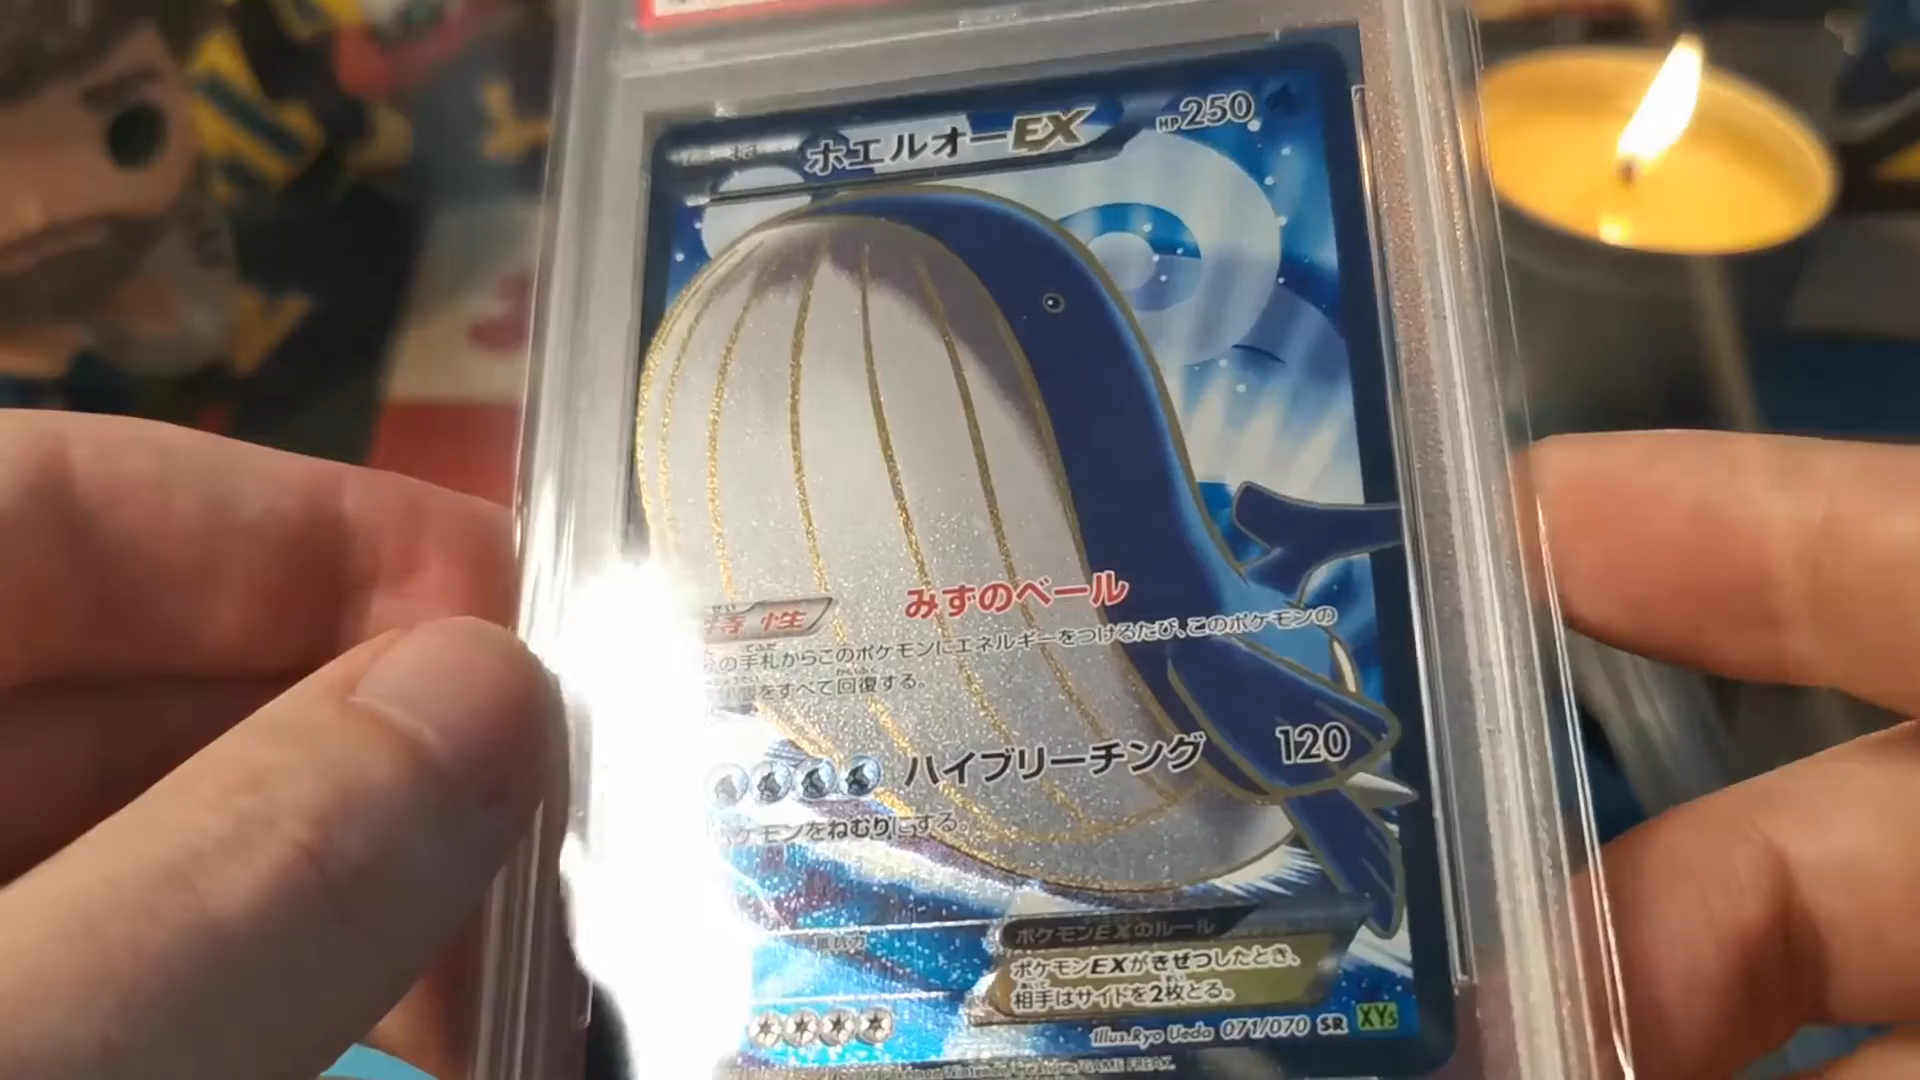 ホエルオーEX HP250
特性 みずのベール
の手札からこのポケモンにエネルギーをつけるたび、このポケモンの
をすべて回復する。
ハイブリーチング 120
ポケモンをねむりにする。
抵抗力
ポケモンEXのルール
ポケモンEXがきぜつしたとき、
相手はサイドを2枚とる。
Illus.Ryo Ueda 071/070 SR XY5
GAME FREAK.